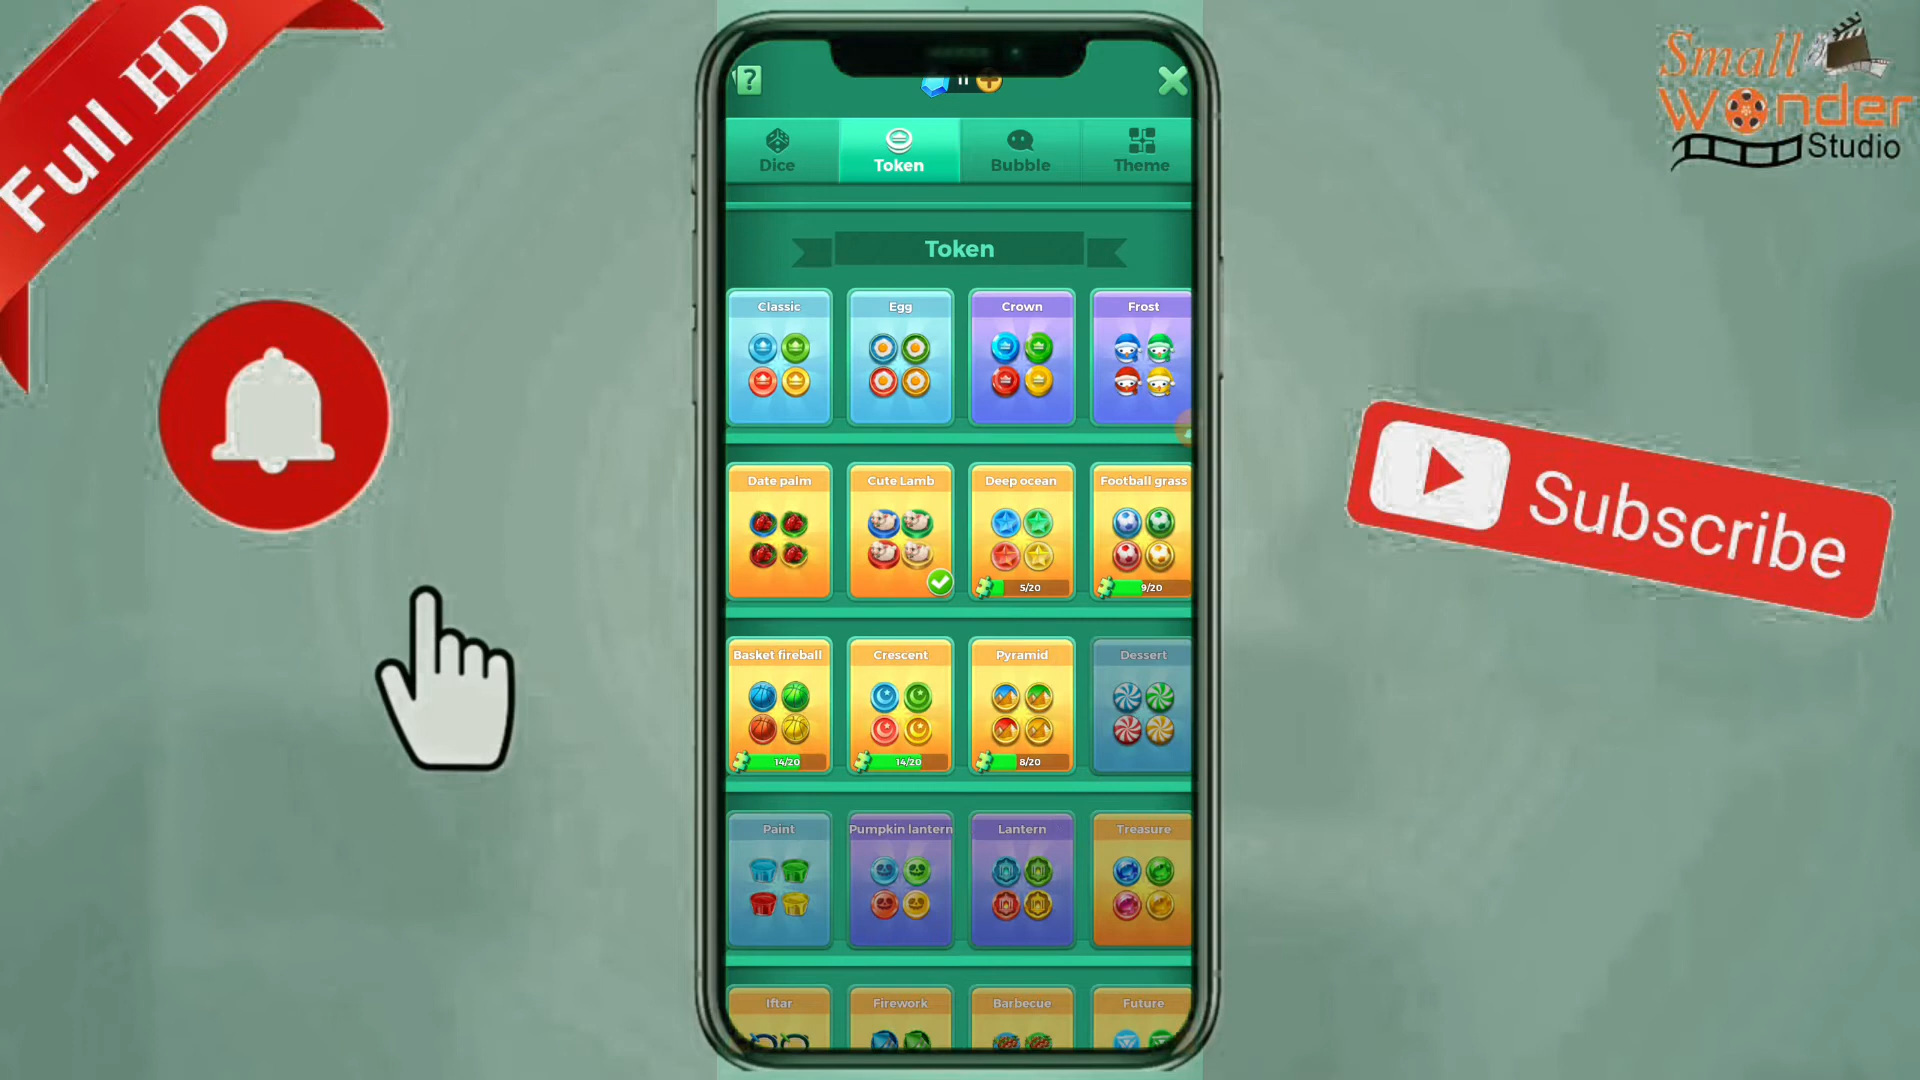 Full HD
Small
Wonder
Studio
?
11
Dice
Token
Bubble
Theme
Token
Classic
Egg
Crown
Frost
Date palm
Cute Lamb
Deep ocean
Football grass
5/20
9/20
Basket fireball
Crescent
Pyramid
Dessert
14/20
14/20
8/20
Paint
Pumpkin lantern
Lantern
Treasure
Iftar
Firework
Barbecue
Future
Subscribe